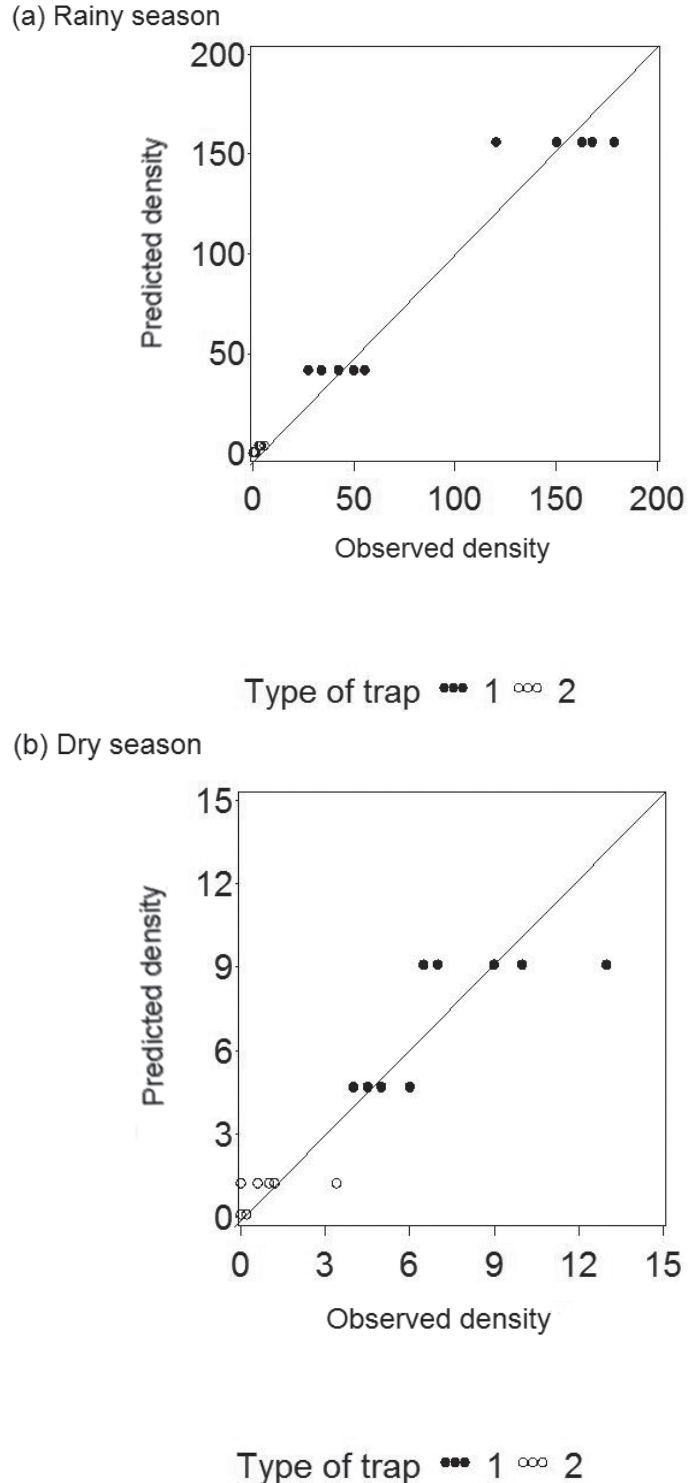 (a) Rainy season
200
150
100
50
0
Predicted density
0 50 100 150 200
Observed density
Type of trap 1 2
(b) Dry season
15
12
9
6
3
0
Predicted density
0 3 6 9 12 15
Observed density
Type of trap 1 2